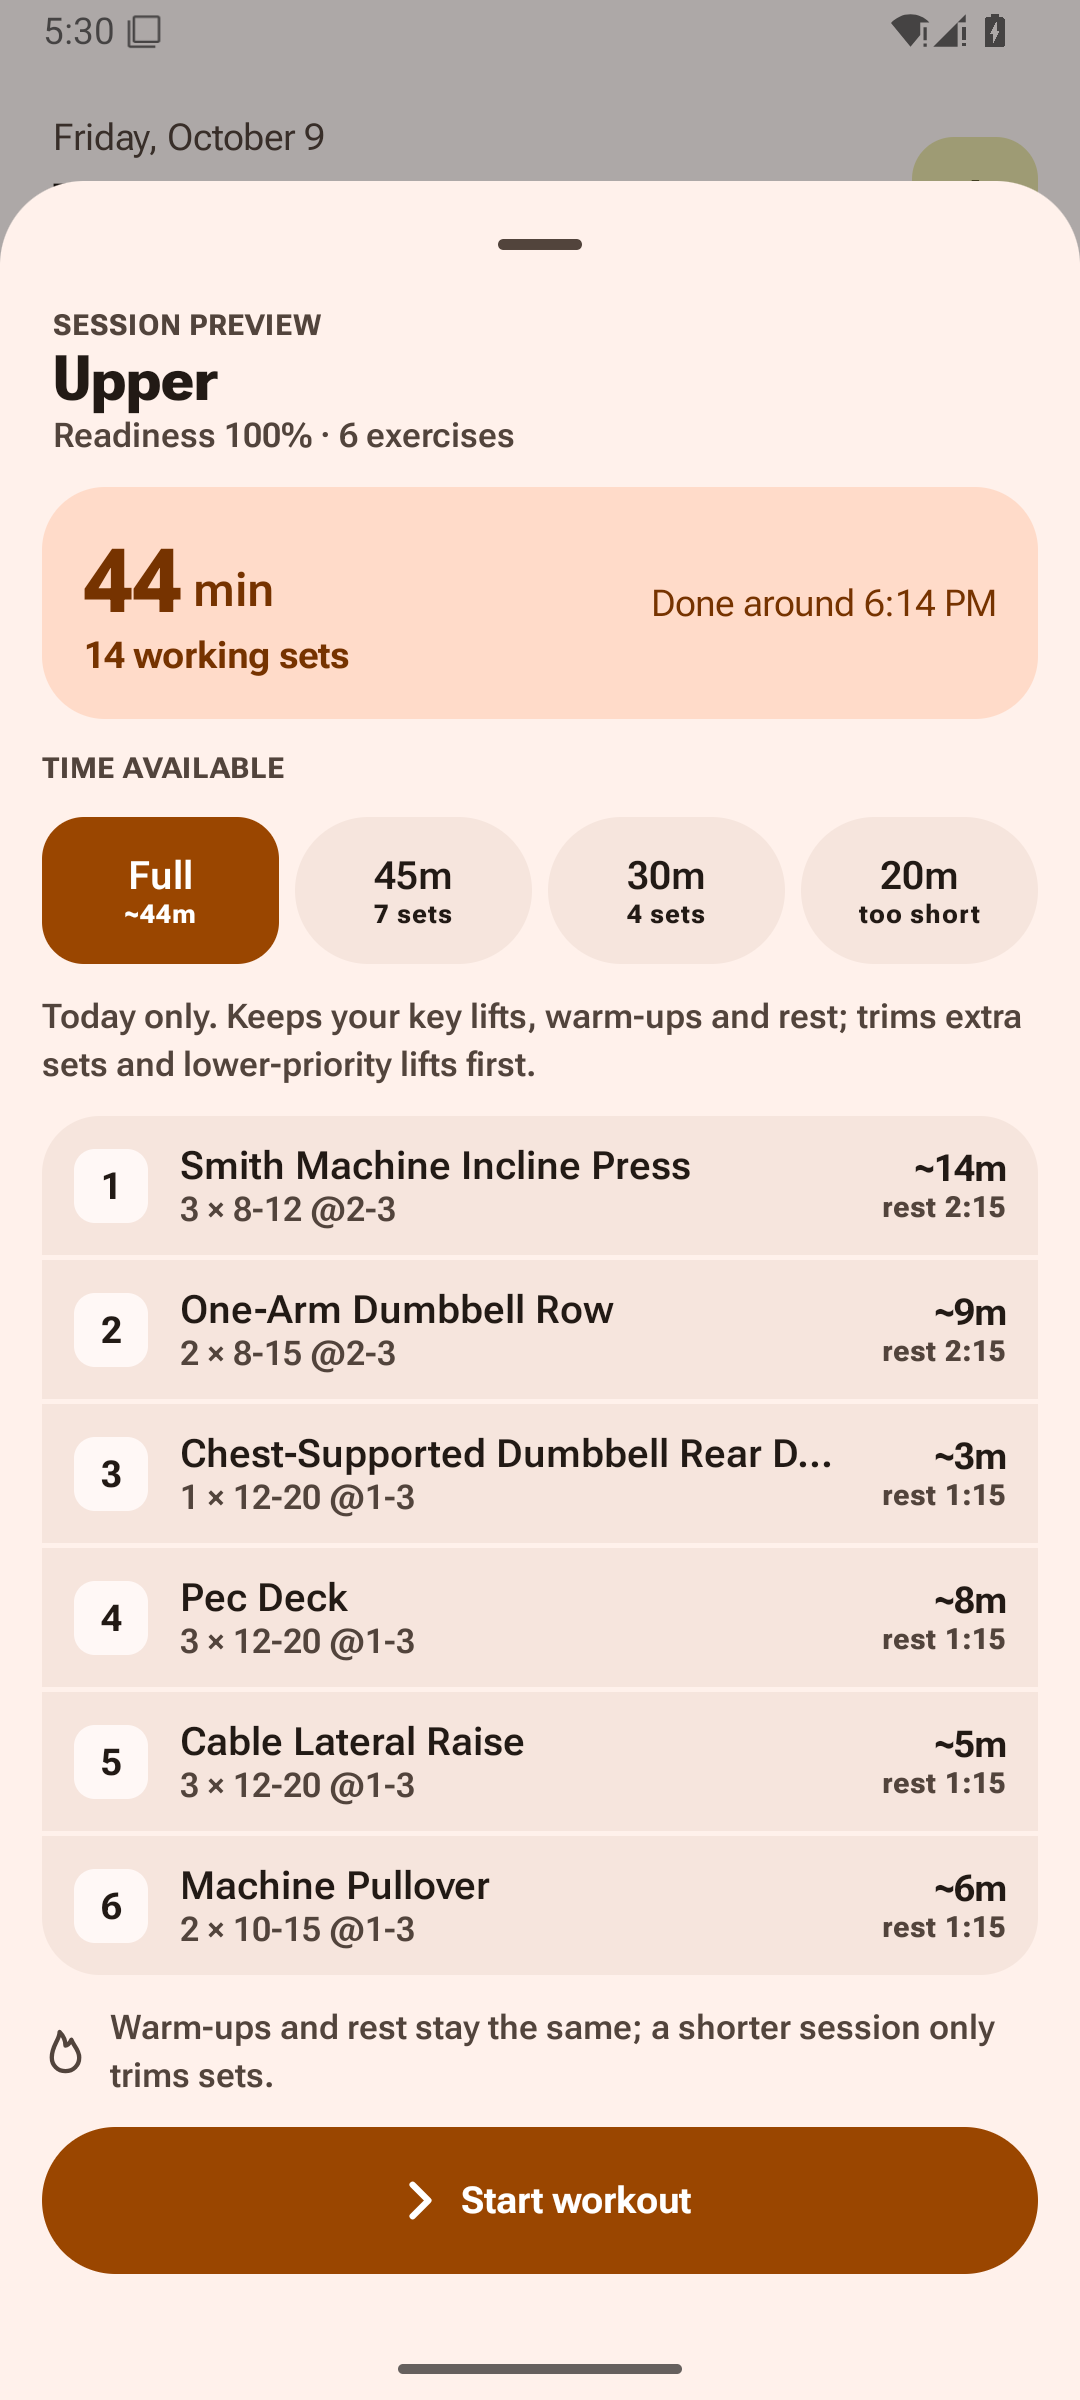 5:30
Friday, October 9
SESSION PREVIEW
Upper
Readiness 100% · 6 exercises
44 min
14 working sets
Done around 6:14 PM
TIME AVAILABLE
Full
~44m
45m
7 sets
30m
4 sets
20m
too short
Today only. Keeps your key lifts, warm-ups and rest; trims extra
sets and lower-priority lifts first.
1
Smith Machine Incline Press
3 × 8-12 @2-3
~14m
rest 2:15
2
One-Arm Dumbbell Row
2 × 8-15 @2-3
~9m
rest 2:15
3
Chest-Supported Dumbbell Rear D...
1 × 12-20 @1-3
~3m
rest 1:15
4
Pec Deck
3 × 12-20 @1-3
~8m
rest 1:15
5
Cable Lateral Raise
3 × 12-20 @1-3
~5m
rest 1:15
6
Machine Pullover
2 × 10-15 @1-3
~6m
rest 1:15
Warm-ups and rest stay the same; a shorter session only
trims sets.
Start workout